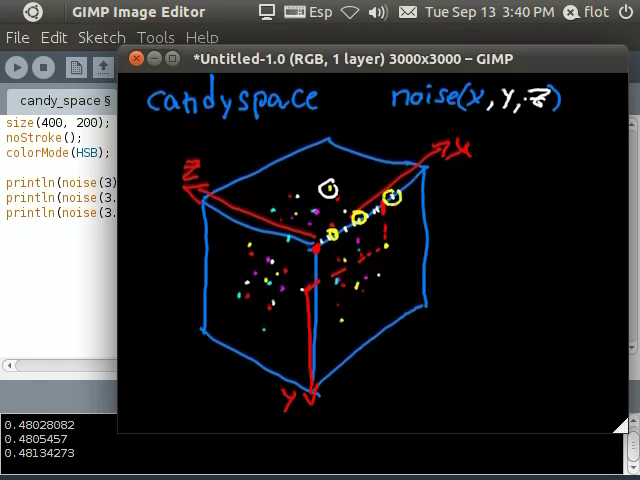 GIMP Image Editor
Esp
Tue Sep 13 3:40 PM
flot
File Edit Sketch Tools Help
*Untitled-1.0 (RGB, 1 layer) 3000x3000 – GIMP
candy_space §
size(400, 200);
noStroke();
colorMode(HSB);
println(noise(3)
println(noise(3.
println(noise(3.
candyspace noise(x, y, z)
Z
X
Y
0.48028082
0.4805457
0.48134273